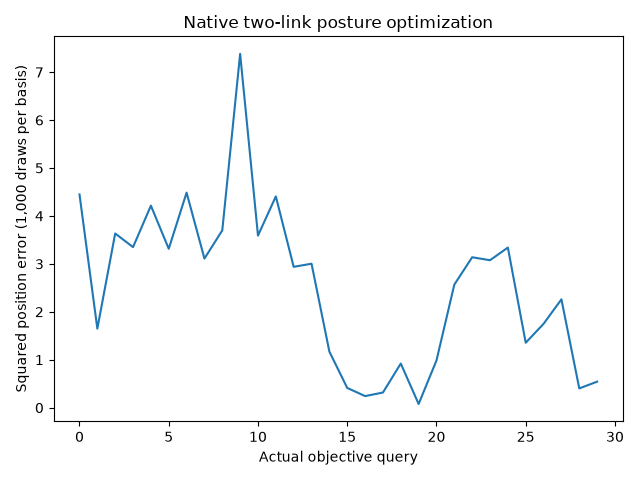 Native two-link posture optimization
Squared position error (1,000 draws per basis)
7
6
5
4
3
2
1
0
0 5 10 15 20 25 30
Actual objective query